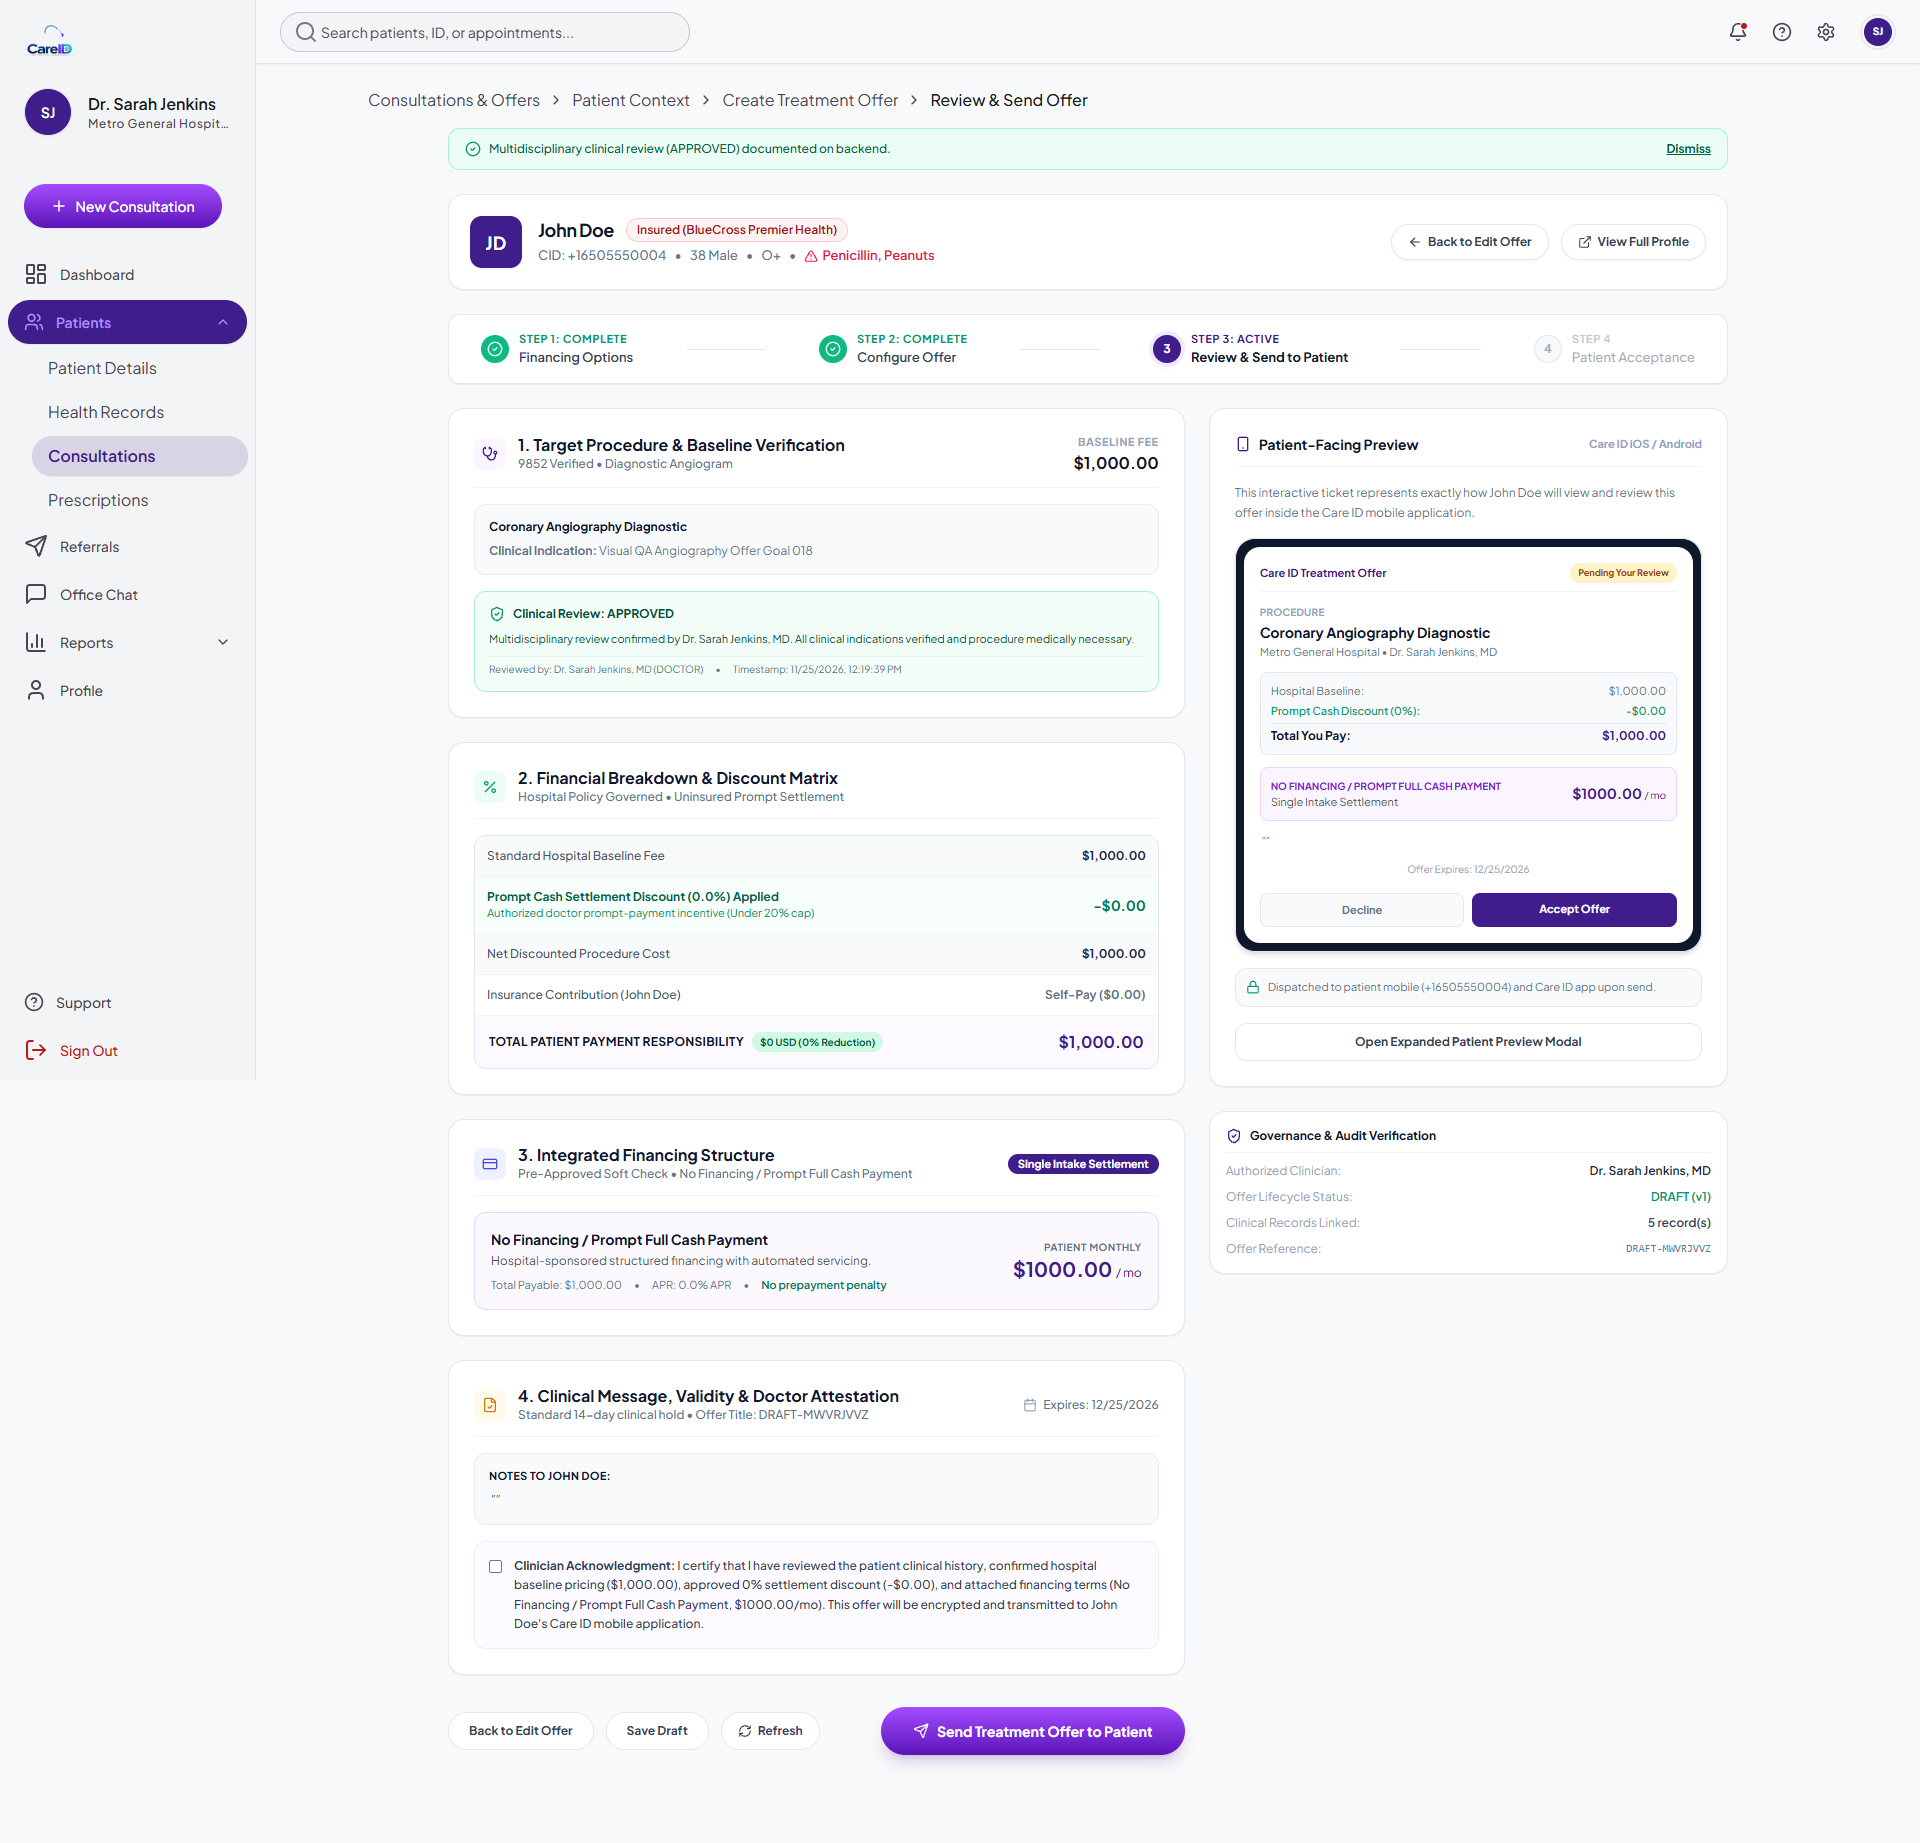 CareID
Search patients, ID, or appointments...
SJ
SJ
Dr. Sarah Jenkins
Metro General Hospit...
New Consultation
Dashboard
Patients
Patient Details
Health Records
Consultations
Prescriptions
Referrals
Office Chat
Reports
Profile
Support
Sign Out
Consultations & Offers > Patient Context > Create Treatment Offer > Review & Send Offer
Multidisciplinary clinical review (APPROVED) documented on backend.
Dismiss
JD
John Doe
Insured (BlueCross Premier Health)
CID: +16505550004 • 38 Male • O+ • Penicillin, Peanuts
Back to Edit Offer
View Full Profile
STEP 1: COMPLETE
Financing Options
STEP 2: COMPLETE
Configure Offer
3
STEP 3: ACTIVE
Review & Send to Patient
4
STEP 4
Patient Acceptance
1. Target Procedure & Baseline Verification
9852 Verified • Diagnostic Angiogram
BASELINE FEE
$1,000.00
Coronary Angiography Diagnostic
Clinical Indication: Visual QA Angiography Offer Goal 018
Clinical Review: APPROVED
Multidisciplinary review confirmed by Dr. Sarah Jenkins, MD. All clinical indications verified and procedure medically necessary.
Reviewed by: Dr. Sarah Jenkins, MD (DOCTOR) • Timestamp: 11/25/2026, 12:19:39 PM
2. Financial Breakdown & Discount Matrix
Hospital Policy Governed • Uninsured Prompt Settlement
Standard Hospital Baseline Fee
$1,000.00
Prompt Cash Settlement Discount (0.0%) Applied
Authorized doctor prompt-payment incentive (Under 20% cap)
-$0.00
Net Discounted Procedure Cost
$1,000.00
Insurance Contribution (John Doe)
Self-Pay ($0.00)
TOTAL PATIENT PAYMENT RESPONSIBILITY
$0 USD (0% Reduction)
$1,000.00
3. Integrated Financing Structure
Pre-Approved Soft Check • No Financing / Prompt Full Cash Payment
Single Intake Settlement
No Financing / Prompt Full Cash Payment
Hospital-sponsored structured financing with automated servicing.
Total Payable: $1,000.00 • APR: 0.0% APR • No prepayment penalty
PATIENT MONTHLY
$1000.00 / mo
4. Clinical Message, Validity & Doctor Attestation
Standard 14-day clinical hold • Offer Title: DRAFT-MWVRJVVZ
Expires: 12/25/2026
NOTES TO JOHN DOE:
""
Clinician Acknowledgment: I certify that I have reviewed the patient clinical history, confirmed hospital
baseline pricing ($1,000.00), approved 0% settlement discount (-$0.00), and attached financing terms (No
Financing / Prompt Full Cash Payment, $1000.00/mo). This offer will be encrypted and transmitted to John
Doe's Care ID mobile application.
Back to Edit Offer
Save Draft
Refresh
Send Treatment Offer to Patient
Patient-Facing Preview
Care ID iOS / Android
This interactive ticket represents exactly how John Doe will view and review this
offer inside the Care ID mobile application.
Care ID Treatment Offer
Pending Your Review
PROCEDURE
Coronary Angiography Diagnostic
Metro General Hospital • Dr. Sarah Jenkins, MD
Hospital Baseline:
$1,000.00
Prompt Cash Discount (0%):
-$0.00
Total You Pay:
$1,000.00
NO FINANCING / PROMPT FULL CASH PAYMENT
Single Intake Settlement
$1000.00 / mo
""
Offer Expires: 12/25/2026
Decline
Accept Offer
Dispatched to patient mobile (+16505550004) and Care ID app upon send.
Open Expanded Patient Preview Modal
Governance & Audit Verification
Authorized Clinician:
Dr. Sarah Jenkins, MD
Offer Lifecycle Status:
DRAFT (v1)
Clinical Records Linked:
5 record(s)
Offer Reference:
DRAFT-MWVRJVVZ